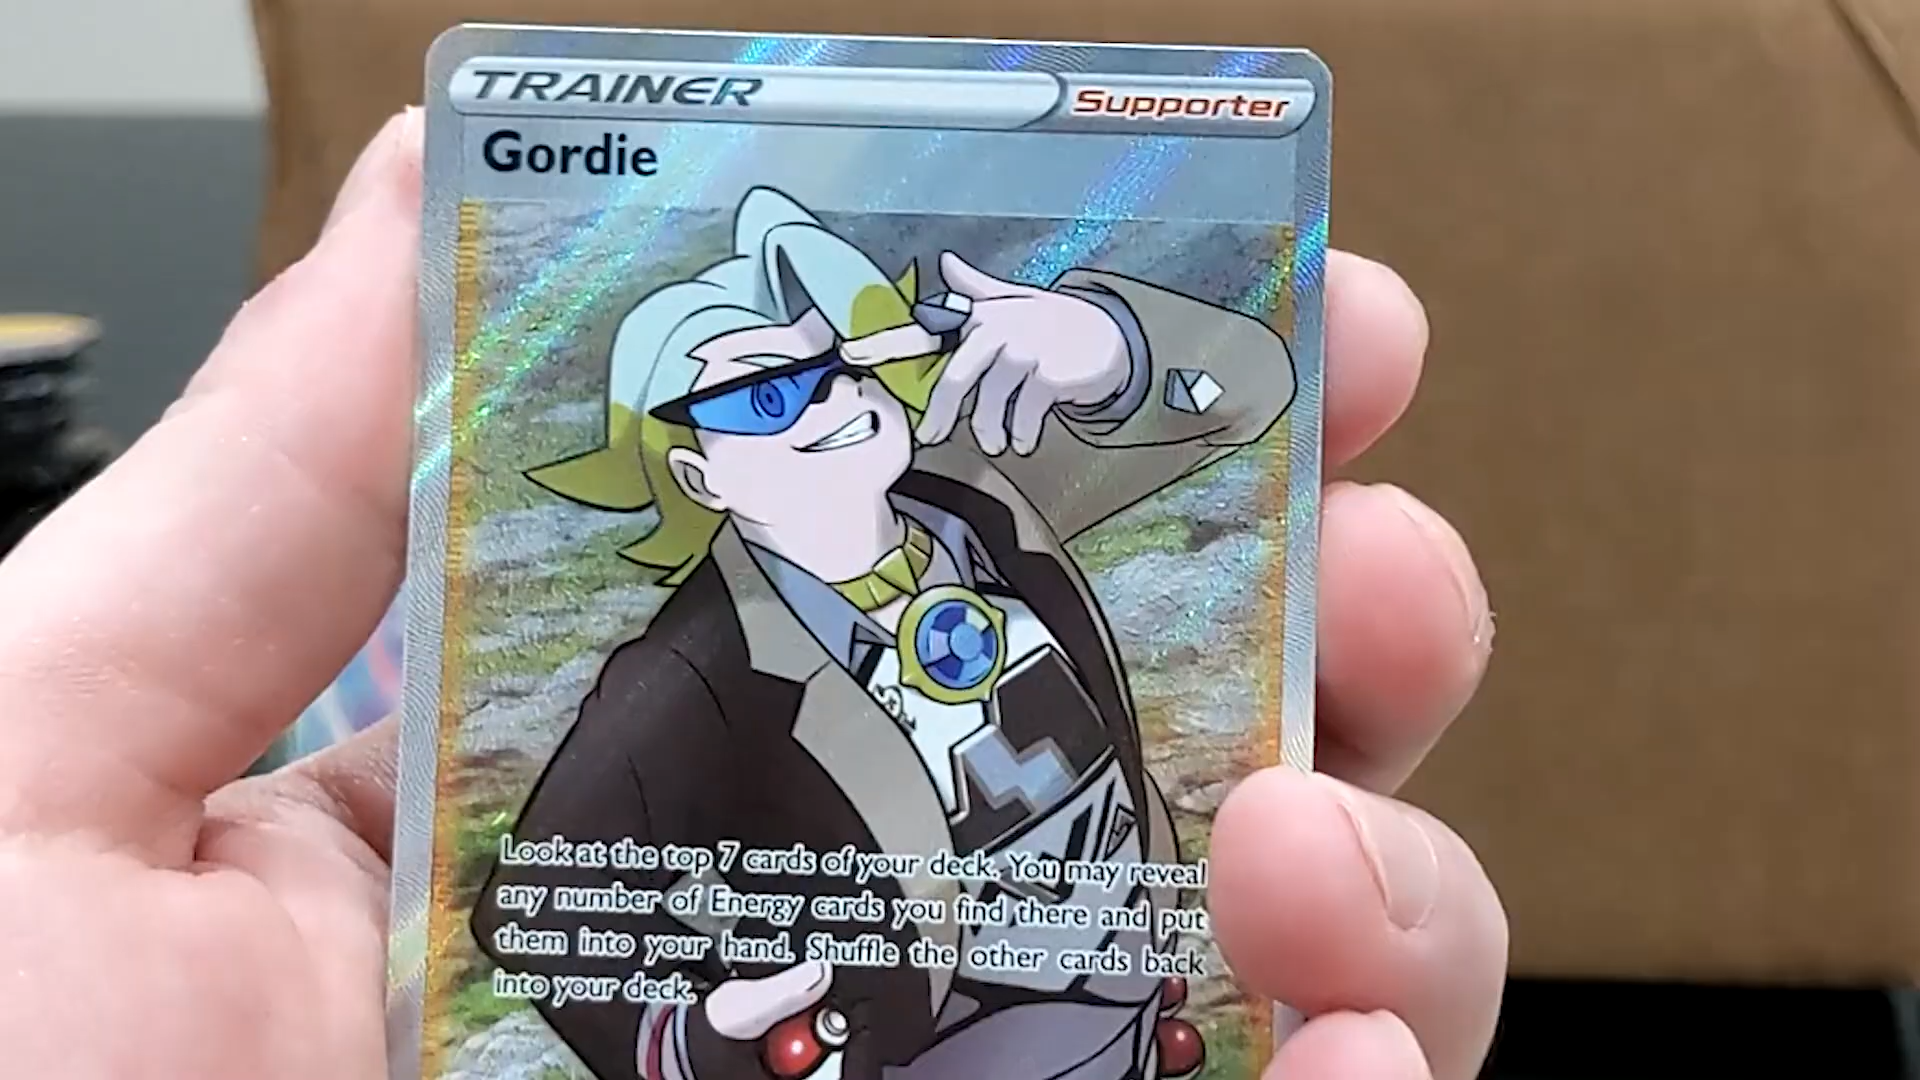 TRAINER Supporter
Gordie
Look at the top 7 cards of your deck. You may reveal
any number of Energy cards you find there and put
them into your hand. Shuffle the other cards back
into your deck.